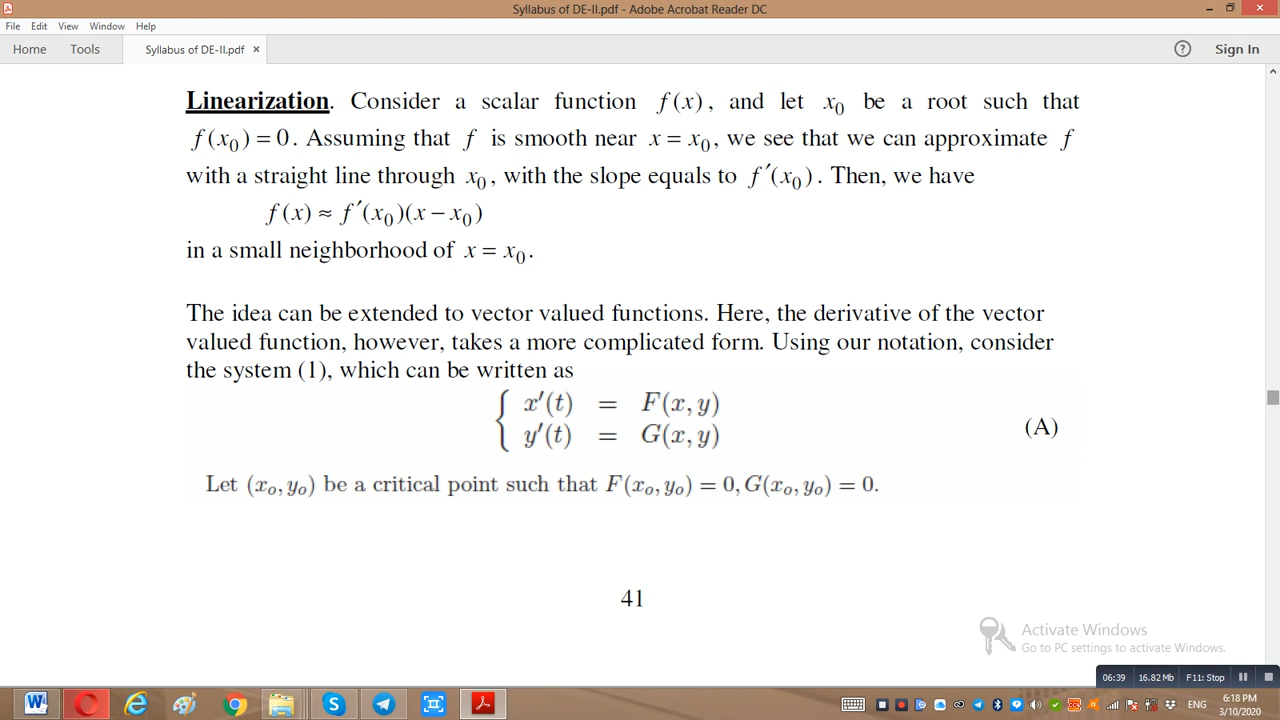 Syllabus of DE-II.pdf - Adobe Acrobat Reader DC
File Edit View Window Help
Home Tools Syllabus of DE-II.pdf × ? Sign In
Linearization. Consider a scalar function f(x), and let x₀ be a root such that
f(x₀) = 0. Assuming that f is smooth near x = x₀, we see that we can approximate f
with a straight line through x₀, with the slope equals to f′(x₀). Then, we have
f(x) ≈ f′(x₀)(x − x₀)
in a small neighborhood of x = x₀.
The idea can be extended to vector valued functions. Here, the derivative of the vector
valued function, however, takes a more complicated form. Using our notation, consider
the system (1), which can be written as
{ x′(t) = F(x, y)
y′(t) = G(x, y) (A)
Let (xₒ, yₒ) be a critical point such that F(xₒ, yₒ) = 0, G(xₒ, yₒ) = 0.
41
Activate Windows
Go to PC settings to activate Windows.
06:39 16.82 Mb F11: Stop
ENG 6:18 PM
3/10/2020